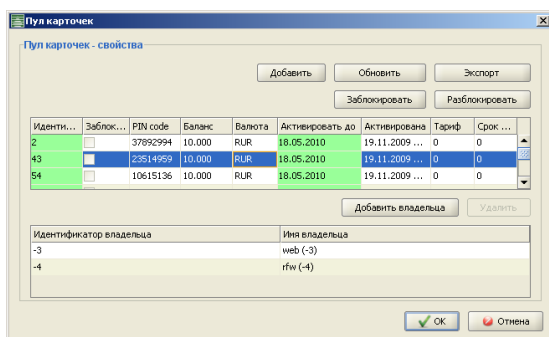 Пул карточек
Пул карточек - свойства
Добавить Обновить Экспорт
Заблокировать Разблокировать
Иденти... Заблок... PIN code Баланс Валюта Активировать до Активирована Тариф Срок ...
2 37892994 10.000 RUR 18.05.2010 19.11.2009 ... 0 0
43 23514959 10.000 RUR 18.05.2010 19.11.2009 ... 0 0
54 10615136 10.000 RUR 18.05.2010 19.11.2009 ... 0 0
Добавить владельца Удалить
Идентификатор владельца Имя владельца
-3 web (-3)
-4 rfw (-4)
OK Отмена